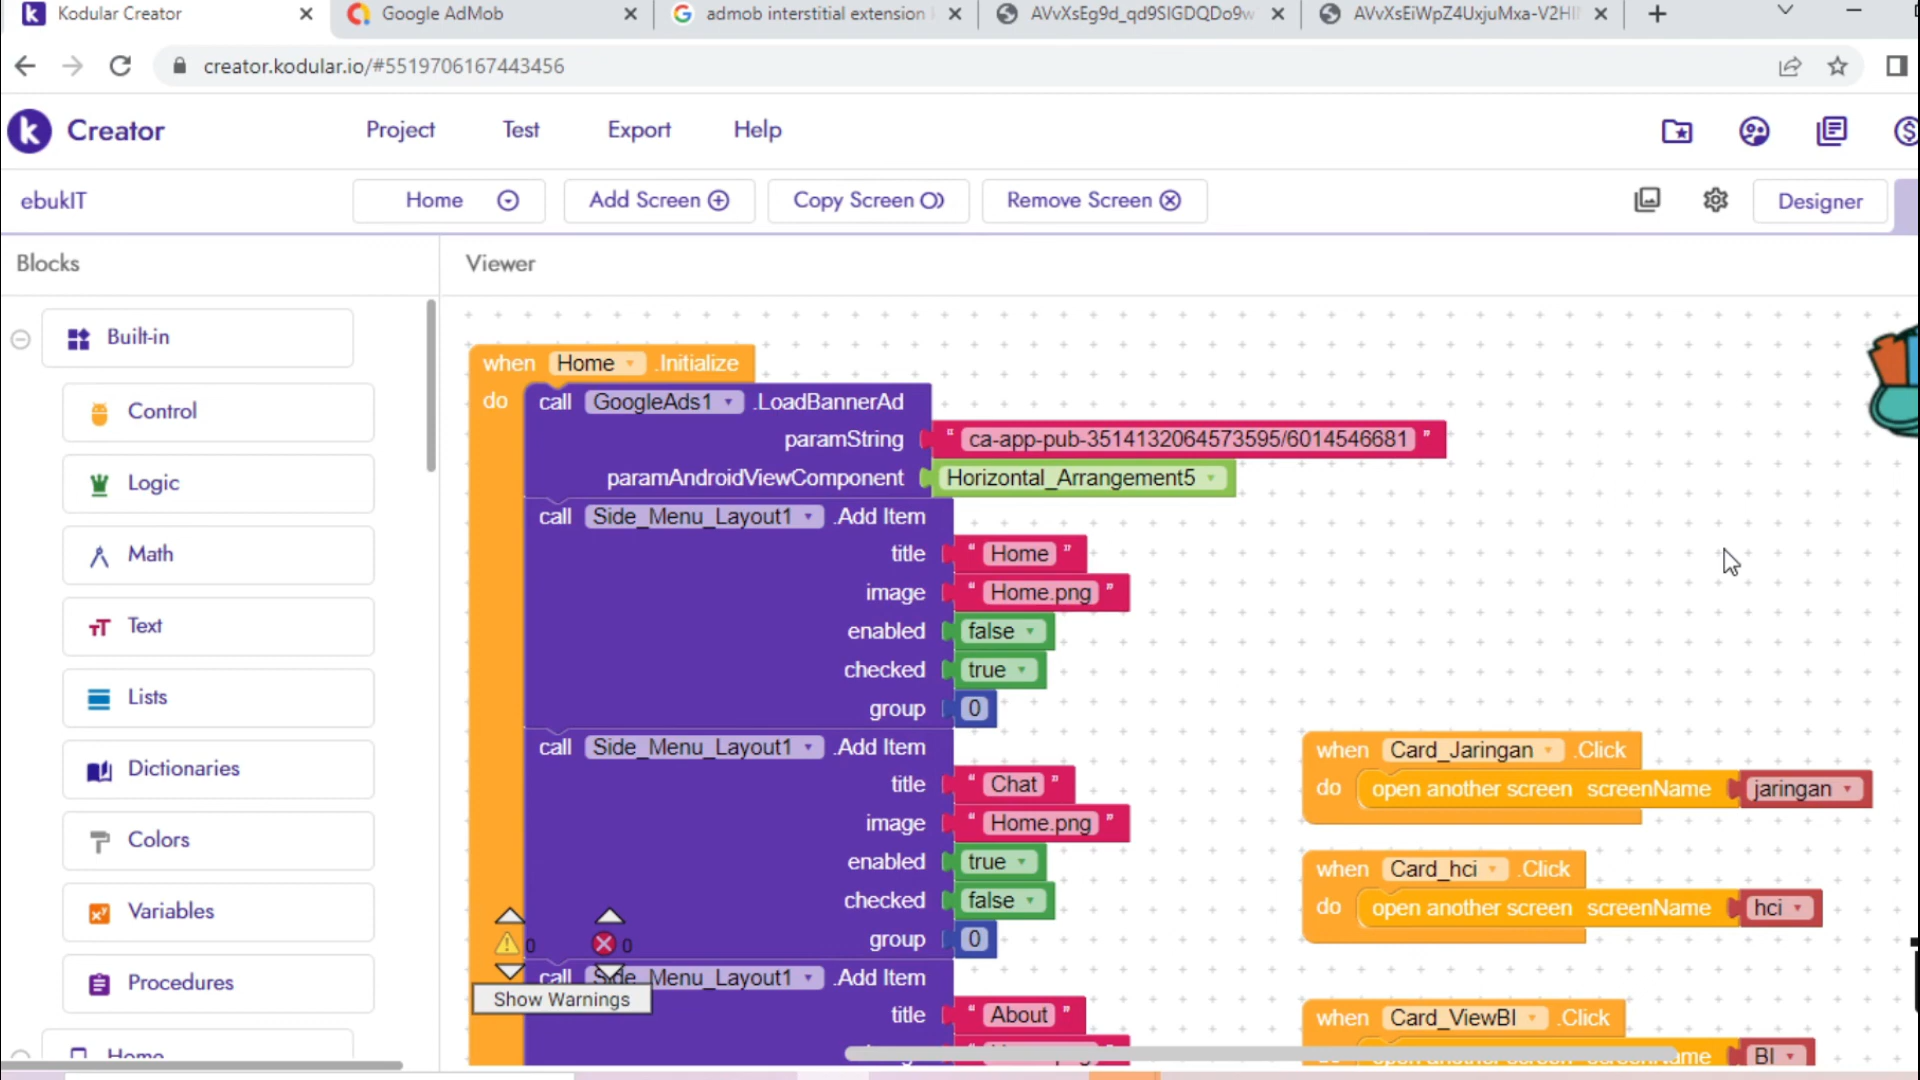 Kodular Creator
Google AdMob
admob interstitial extension
AVvXsEg9d_qd9SIGDQDo9w
AVvXsEiWpZ4UxjuMxa-V2HI
creator.kodular.io/#5519706167443456
Creator
Project
Test
Export
Help
ebukIT
Home
Add Screen
Copy Screen
Remove Screen
Designer
Blocks
Viewer
Built-in
Control
Logic
Math
Text
Lists
Dictionaries
Colors
Variables
Procedures
Home
when Home .Initialize
do call GoogleAds1 .LoadBannerAd
paramString " ca-app-pub-3514132064573595/6014546681 "
paramAndroidViewComponent Horizontal_Arrangement5
call Side_Menu_Layout1 .Add Item
title " Home "
image " Home.png "
enabled false
checked true
group 0
call Side_Menu_Layout1 .Add Item
title " Chat "
image " Home.png "
enabled true
checked false
group 0
call Side_Menu_Layout1 .Add Item
title " About "
0 0
Show Warnings
when Card_Jaringan .Click
do open another screen screenName jaringan
when Card_hci .Click
do open another screen screenName hci
when Card_ViewBI .Click
open another screen BI